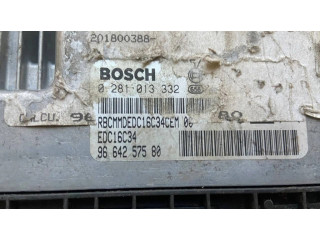 201800388-
BOSCH
0 281 013 332
RBCMMDEDC16C34GEM 06
EDC16C34
96 642 575 80